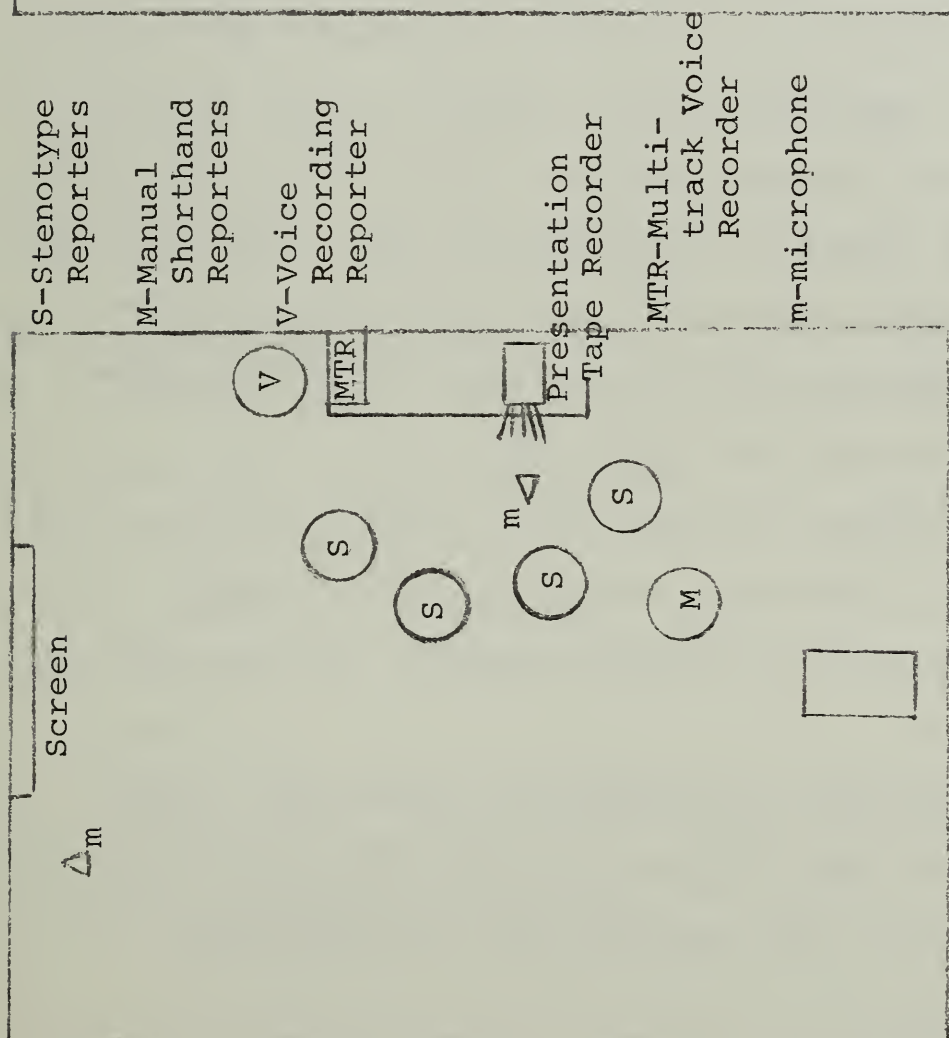 S-Stenotype
Reporters
M-Manual
Shorthand
Reporters
V-Voice
Recording
Reporter
Presentation
Tape Recorder
MTR-Multi-
track Voice
Recorder
m-microphone
V
MTR
S
S
m
S
S
M
Screen
m